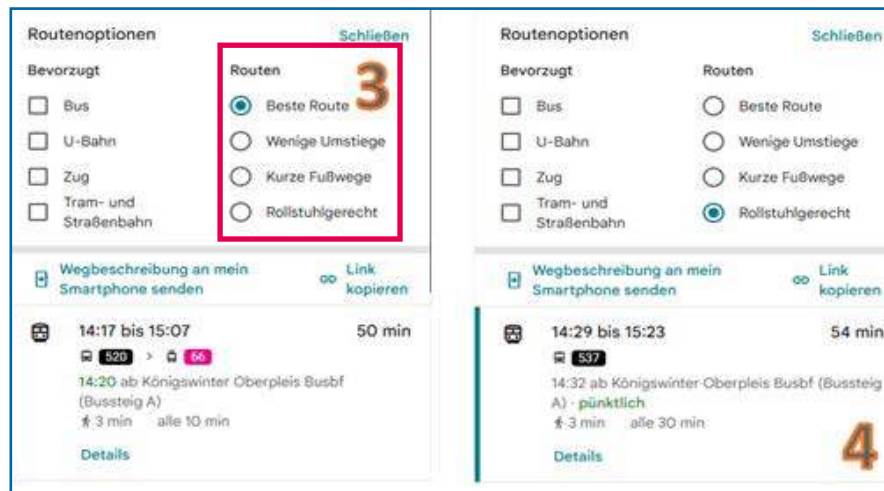 Routenoptionen Schließen
Bevorzugt Routen
Bus Beste Route
U-Bahn Wenige Umstiege
Zug Kurze Fußwege
Tram- und
Straßenbahn Rollstuhlgerecht
3
Wegbeschreibung an mein
Smartphone senden
Link
kopieren
14:17 bis 15:07 50 min
520 > 66
14:20 ab Königswinter Oberpleis Busbf
(Bussteig A)
3 min alle 10 min
Details
Routenoptionen Schließen
Bevorzugt Routen
Bus Beste Route
U-Bahn Wenige Umstiege
Zug Kurze Fußwege
Tram- und
Straßenbahn Rollstuhlgerecht
Wegbeschreibung an mein
Smartphone senden
Link
kopieren
14:29 bis 15:23 54 min
537
14:32 ab Königswinter Oberpleis Busbf (Bussteig
A) · pünktlich
3 min alle 30 min
Details
4